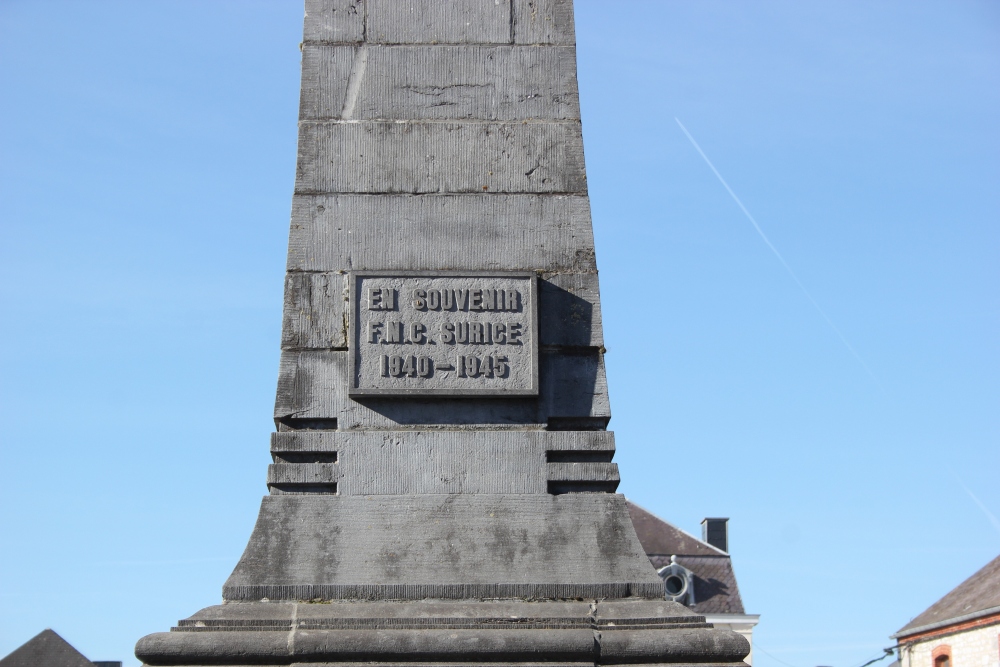 EN SOUVENIR
F.N.C. SURICE
1940-1945